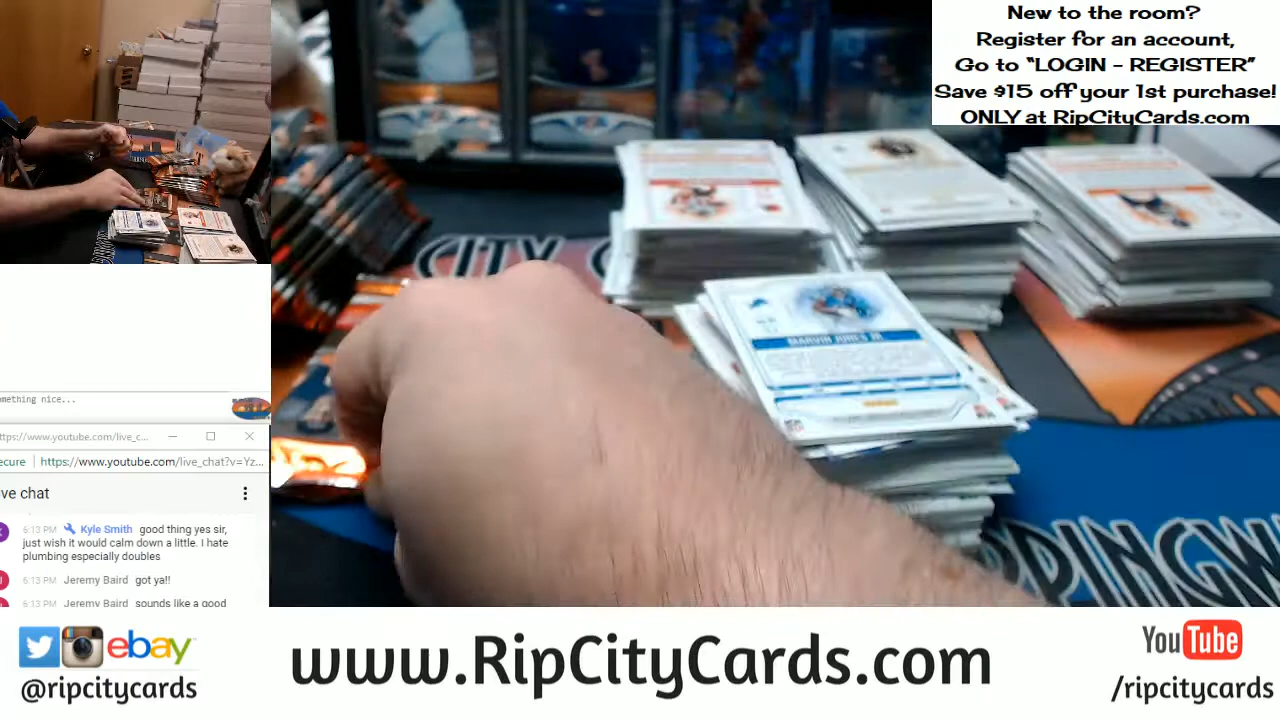 New to the room?
Register for an account,
Go to "LOGIN - REGISTER"
Save $15 off your 1st purchase!
ONLY at RipCityCards.com
CITY
MARVIN JONES JR.
omething nice...
ttps://www.youtube.com/live_c...
ecure https://www.youtube.com/live_chat?v=Yz...
ve chat
6:13 PM Kyle Smith good thing yes sir,
just wish it would calm down a little. I hate
plumbing especially doubles
6:13 PM Jeremy Baird got ya!!
6:13 PM Jeremy Baird sounds like a good
PPINGW
ebay
@ripcitycards
www.RipCityCards.com
YouTube
/ripcitycards